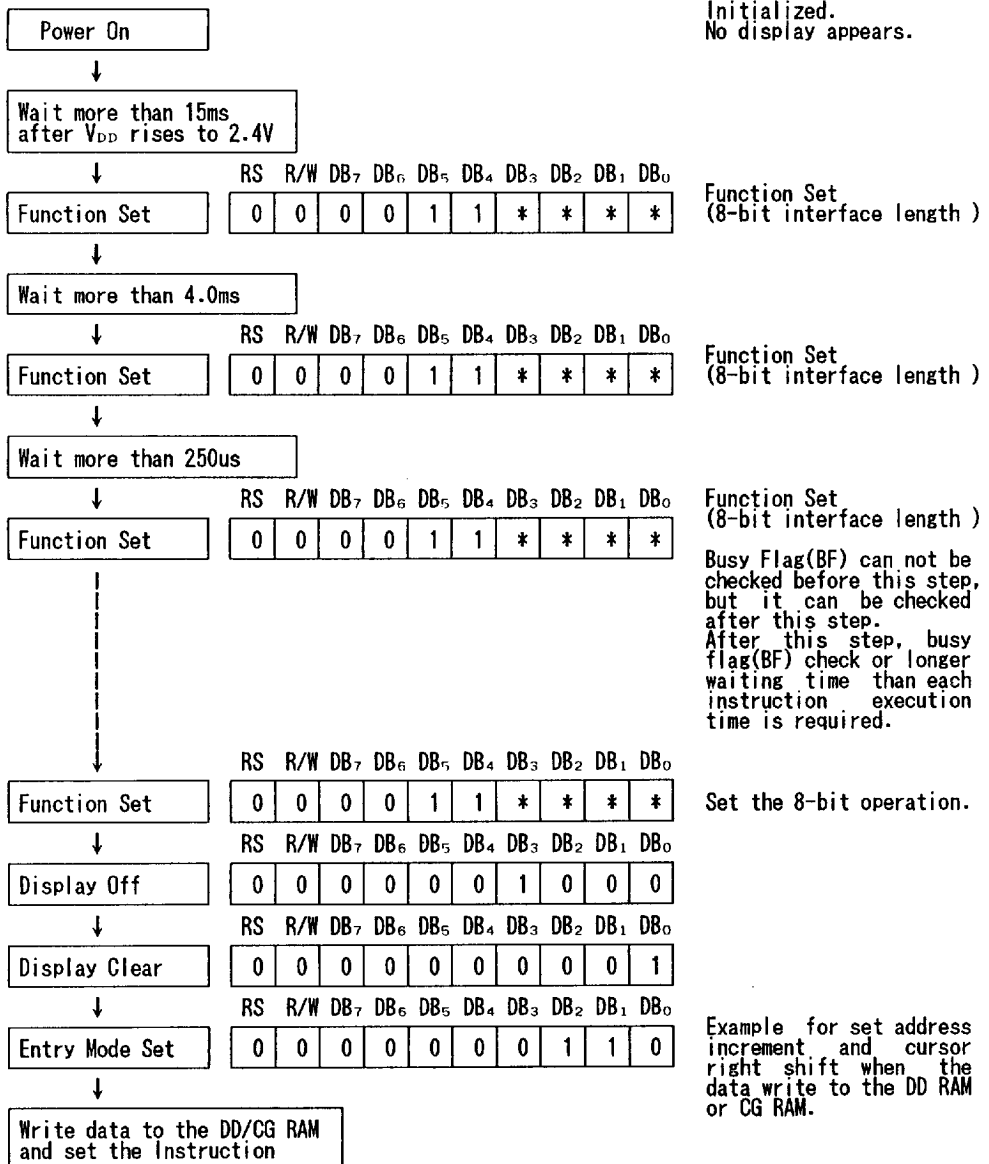 Power On
Initialized.
No display appears.
Wait more than 15ms
after VDD rises to 2.4V
RS R/W DB7 DB6 DB5 DB4 DB3 DB2 DB1 DB0
Function Set 0 0 0 0 1 1 * * * *
Function Set
(8-bit interface length )
Wait more than 4.0ms
RS R/W DB7 DB6 DB5 DB4 DB3 DB2 DB1 DB0
Function Set 0 0 0 0 1 1 * * * *
Function Set
(8-bit interface length )
Wait more than 250us
RS R/W DB7 DB6 DB5 DB4 DB3 DB2 DB1 DB0
Function Set 0 0 0 0 1 1 * * * *
Function Set
(8-bit interface length )
Busy Flag(BF) can not be
checked before this step,
but it can be checked
after this step.
After this step, busy
flag(BF) check or longer
waiting time than each
instruction execution
time is required.
RS R/W DB7 DB6 DB5 DB4 DB3 DB2 DB1 DB0
Function Set 0 0 0 0 1 1 * * * *
Set the 8-bit operation.
RS R/W DB7 DB6 DB5 DB4 DB3 DB2 DB1 DB0
Display Off 0 0 0 0 0 0 1 0 0 0
RS R/W DB7 DB6 DB5 DB4 DB3 DB2 DB1 DB0
Display Clear 0 0 0 0 0 0 0 0 0 1
RS R/W DB7 DB6 DB5 DB4 DB3 DB2 DB1 DB0
Entry Mode Set 0 0 0 0 0 0 0 1 1 0
Example for set address
increment and cursor
right shift when the
data write to the DD RAM
or CG RAM.
Write data to the DD/CG RAM
and set the Instruction